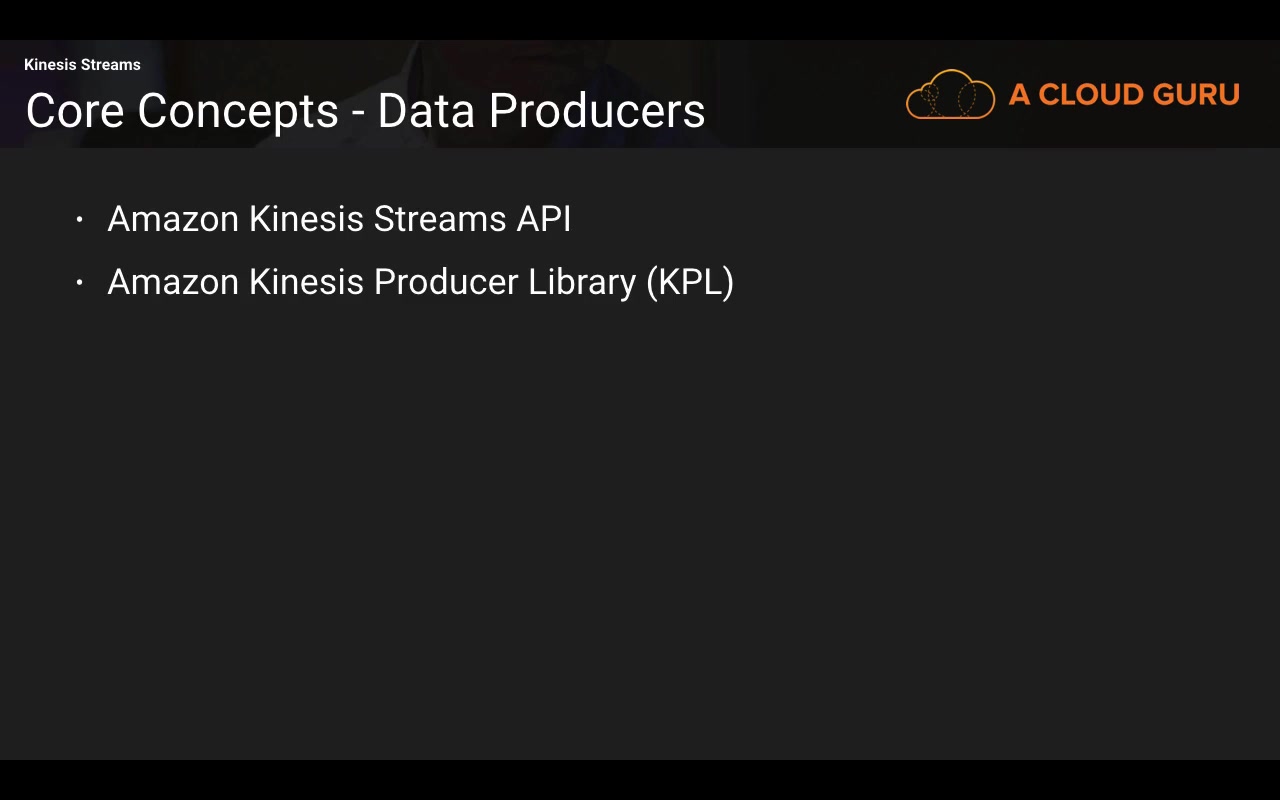 Kinesis Streams
Core Concepts - Data Producers
A CLOUD GURU
• Amazon Kinesis Streams API
• Amazon Kinesis Producer Library (KPL)